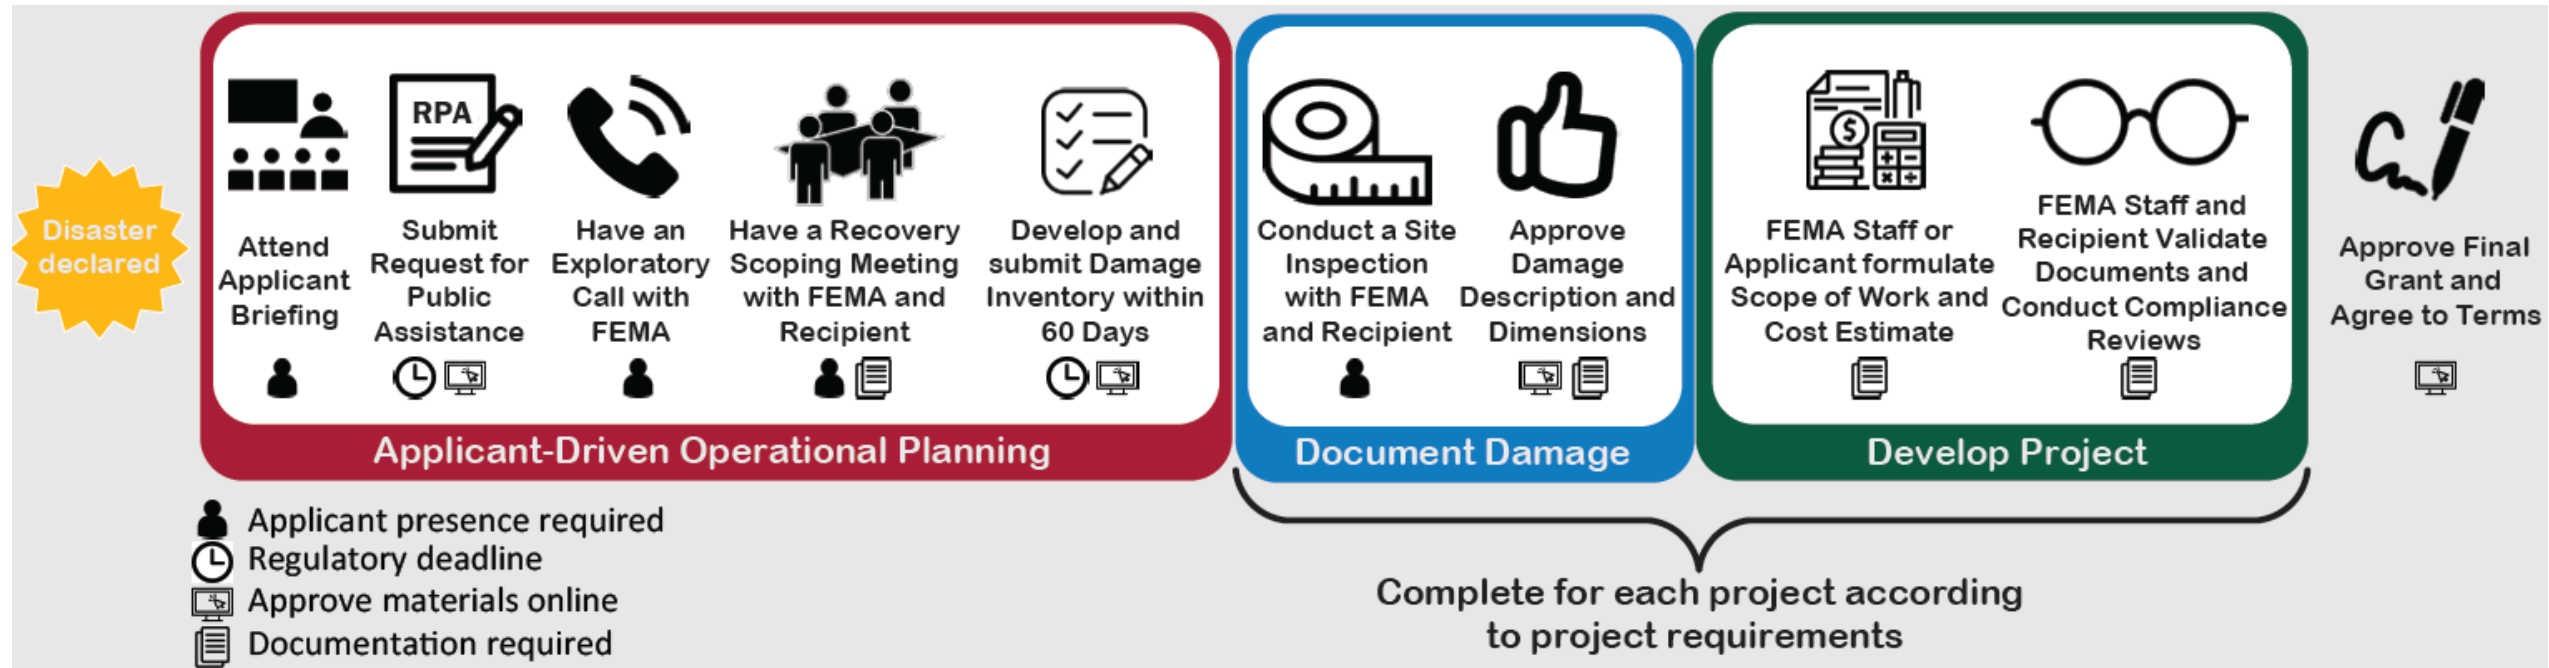 Disaster
declared
RPA
Attend
Applicant
Briefing
Submit
Request for
Public
Assistance
Have an
Exploratory
Call with
FEMA
Have a Recovery
Scoping Meeting
with FEMA and
Recipient
Develop and
submit Damage
Inventory within
60 Days
Applicant-Driven Operational Planning
Conduct a Site
Inspection
with FEMA
and Recipient
Approve
Damage
Description and
Dimensions
Document Damage
$
FEMA Staff or
Applicant formulate
Scope of Work and
Cost Estimate
FEMA Staff and
Recipient Validate
Documents and
Conduct Compliance
Reviews
Develop Project
Approve Final
Grant and
Agree to Terms
Applicant presence required
Regulatory deadline
Approve materials online
Documentation required
Complete for each project according
to project requirements